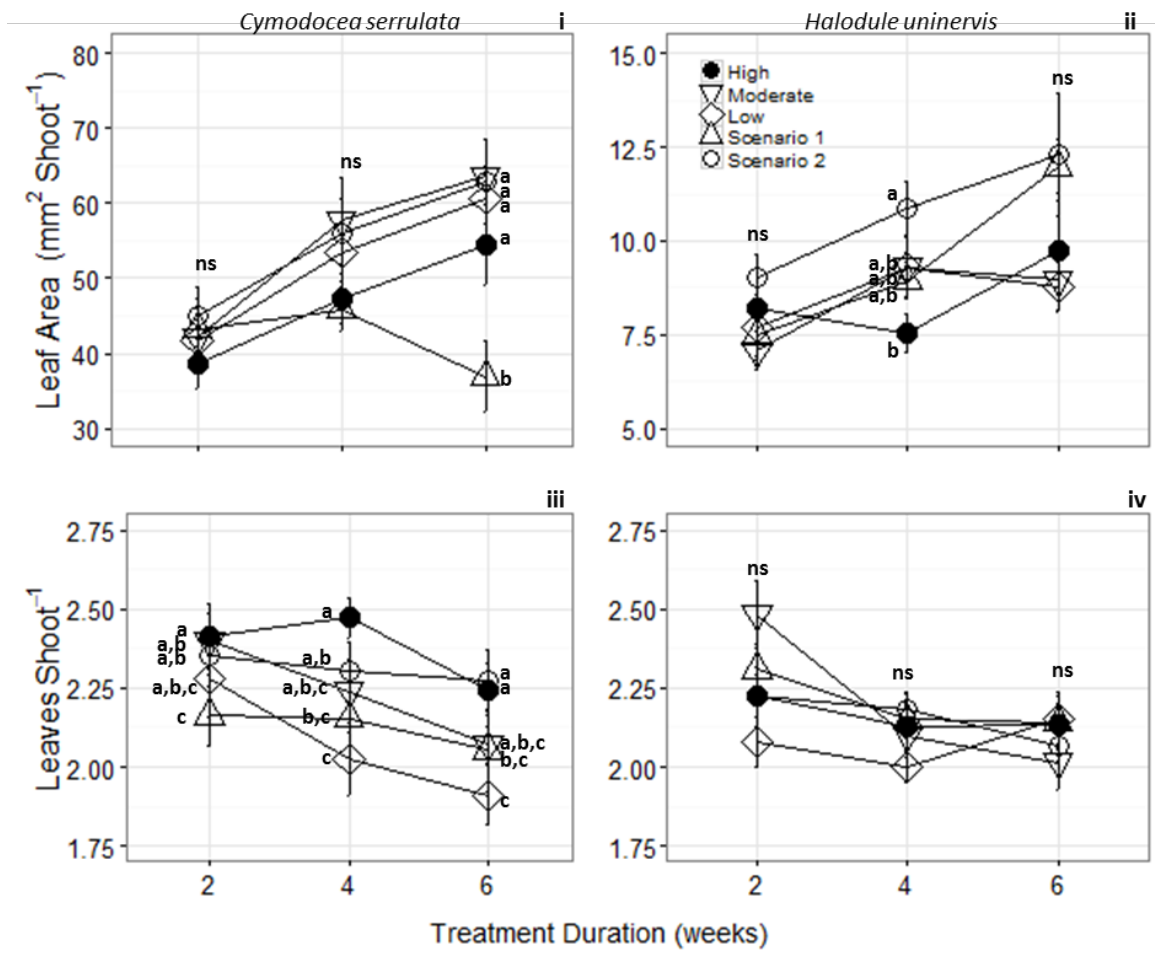 Cymodocea serrulata i
Halodule uninervis ii
Leaf Area (mm² Shoot⁻¹)
80
70
60
50
40
30
ns
ns
a
a
a
a
b
15.0
12.5
10.0
7.5
5.0
High
Moderate
Low
Scenario 1
Scenario 2
ns
a
a,b
a,b
a,b
b
ns
iii
Leaves Shoot⁻¹
2.75
2.50
2.25
2.00
1.75
a
a,b
a,b
a,b,c
c
a
a,b
a,b,c
b,c
c
a
a
a,b,c
b,c
c
2 4 6
iv
2.75
2.50
2.25
2.00
1.75
ns
ns
ns
2 4 6
Treatment Duration (weeks)